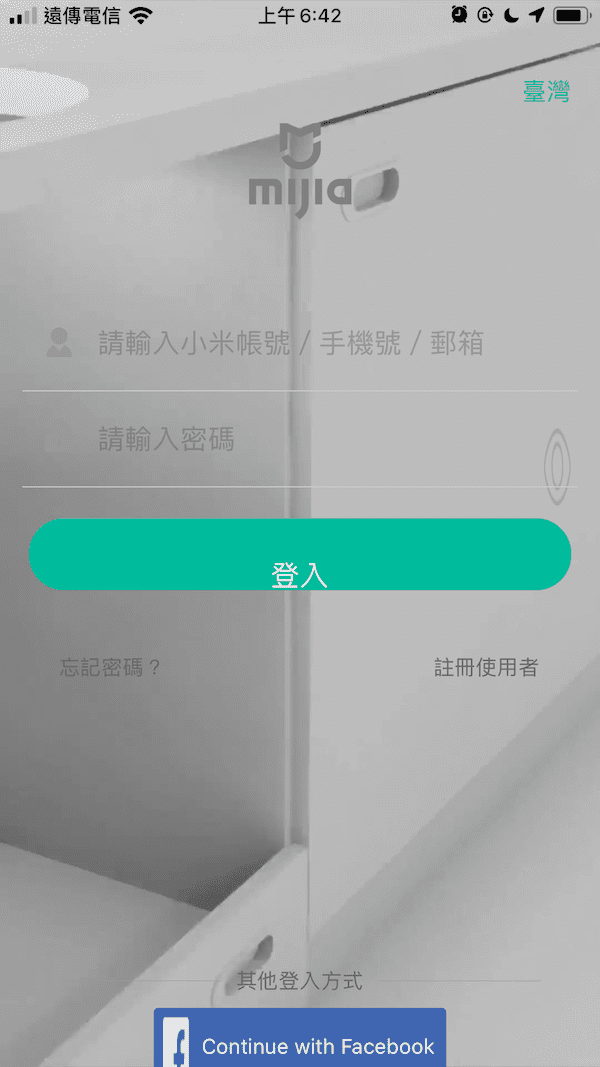 遠傳電信 上午 6:42
臺灣
mijia
請輸入小米帳號 / 手機號 / 郵箱
請輸入密碼
登入
忘記密碼？ 註冊使用者
其他登入方式
Continue with Facebook